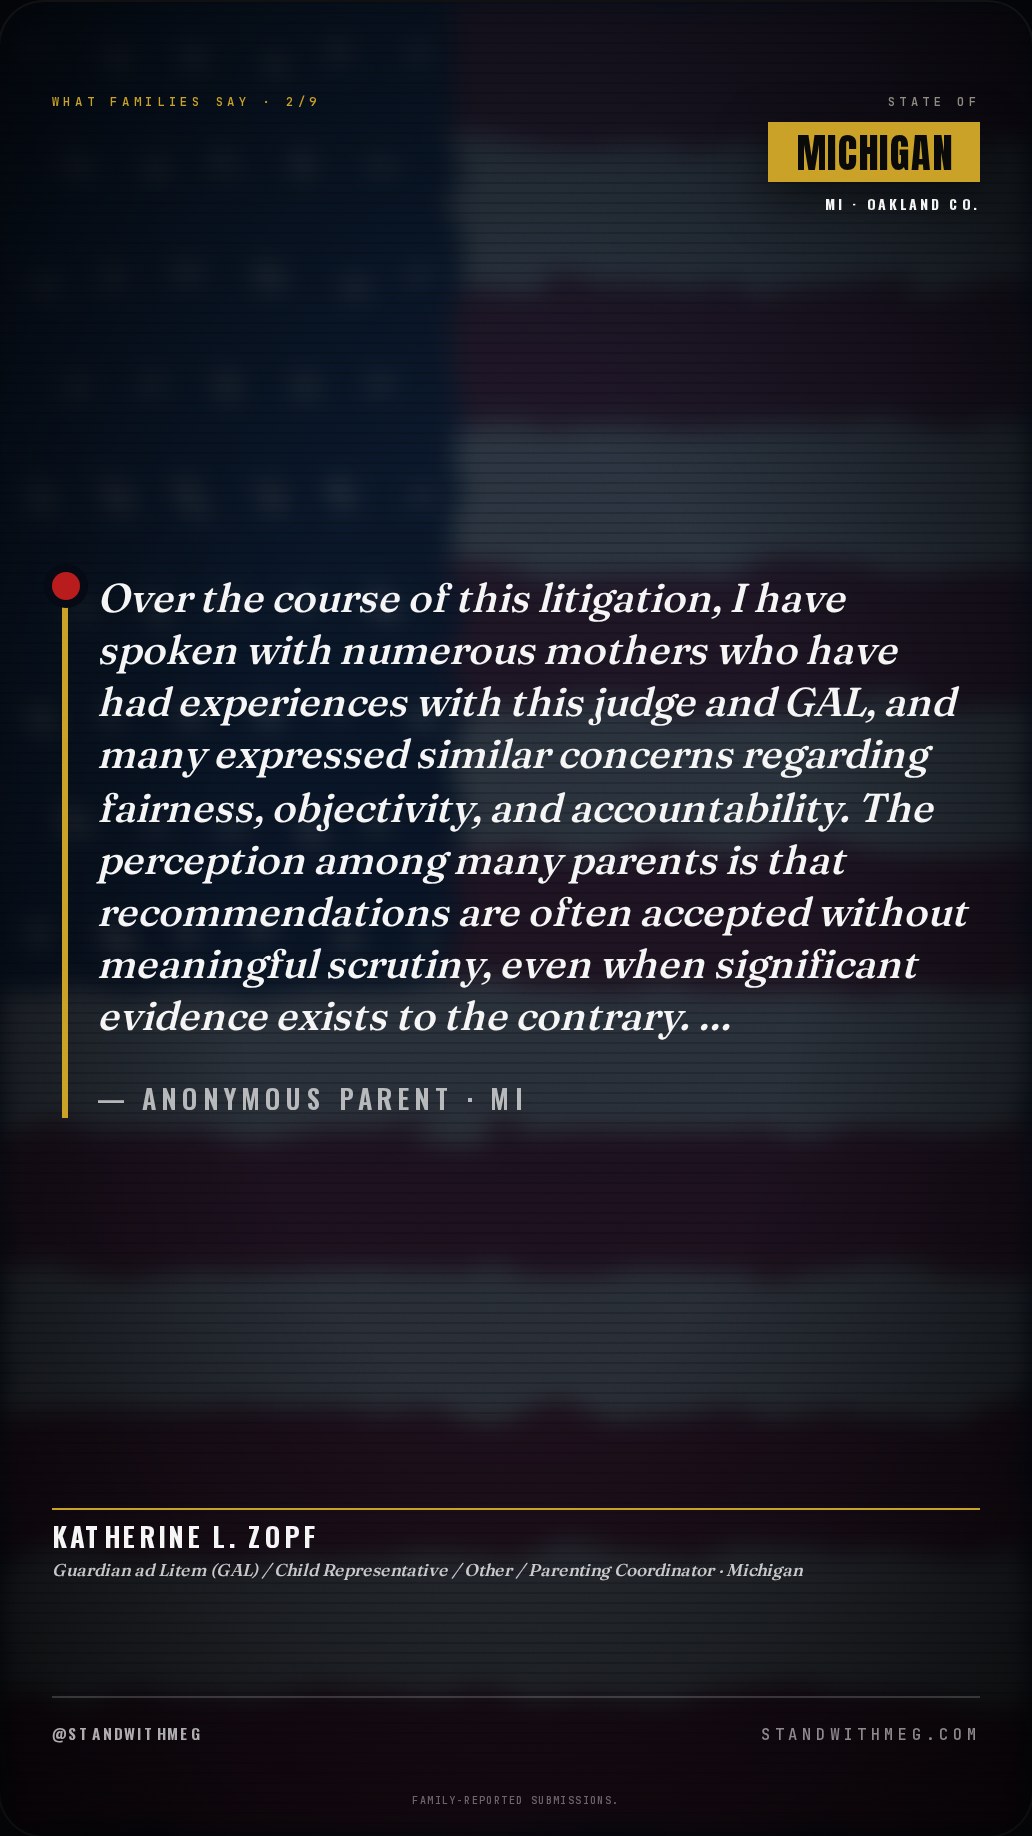 WHAT FAMILIES SAY · 2/9
STATE OF
MICHIGAN
MI · OAKLAND CO.
Over the course of this litigation, I have
spoken with numerous mothers who have
had experiences with this judge and GAL, and
many expressed similar concerns regarding
fairness, objectivity, and accountability. The
perception among many parents is that
recommendations are often accepted without
meaningful scrutiny, even when significant
evidence exists to the contrary. ...
— ANONYMOUS PARENT · MI
KATHERINE L. ZOPF
Guardian ad Litem (GAL) / Child Representative / Other / Parenting Coordinator · Michigan
@STANDWITHMEG
STANDWITHMEG.COM
FAMILY-REPORTED SUBMISSIONS.